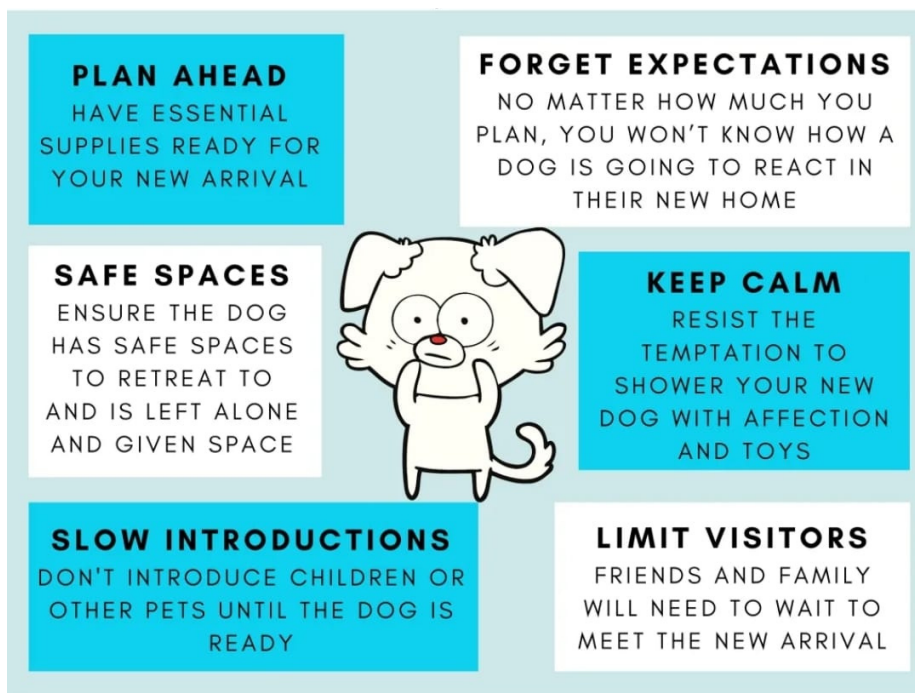 PLAN AHEAD
HAVE ESSENTIAL
SUPPLIES READY FOR
YOUR NEW ARRIVAL
FORGET EXPECTATIONS
NO MATTER HOW MUCH YOU
PLAN, YOU WON'T KNOW HOW A
DOG IS GOING TO REACT IN
THEIR NEW HOME
SAFE SPACES
ENSURE THE DOG
HAS SAFE SPACES
TO RETREAT TO
AND IS LEFT ALONE
AND GIVEN SPACE
KEEP CALM
RESIST THE
TEMPTATION TO
SHOWER YOUR NEW
DOG WITH AFFECTION
AND TOYS
SLOW INTRODUCTIONS
DON'T INTRODUCE CHILDREN OR
OTHER PETS UNTIL THE DOG IS
READY
LIMIT VISITORS
FRIENDS AND FAMILY
WILL NEED TO WAIT TO
MEET THE NEW ARRIVAL